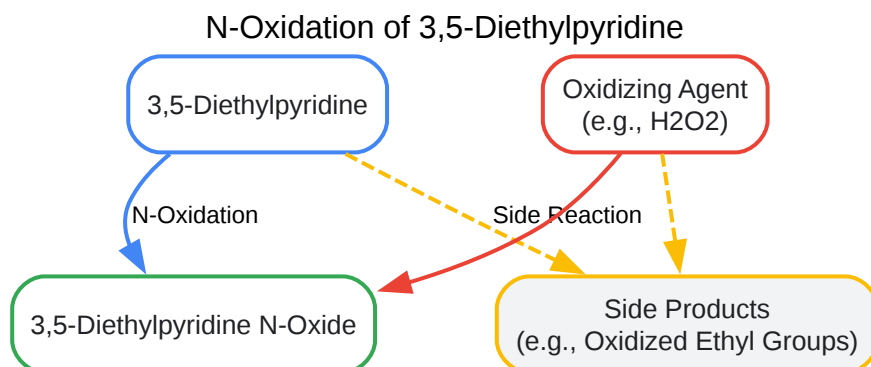 N-Oxidation of 3,5-Diethylpyridine
3,5-Diethylpyridine
Oxidizing Agent
(e.g., H2O2)
N-Oxidation
Side Reaction
3,5-Diethylpyridine N-Oxide
Side Products
(e.g., Oxidized Ethyl Groups)